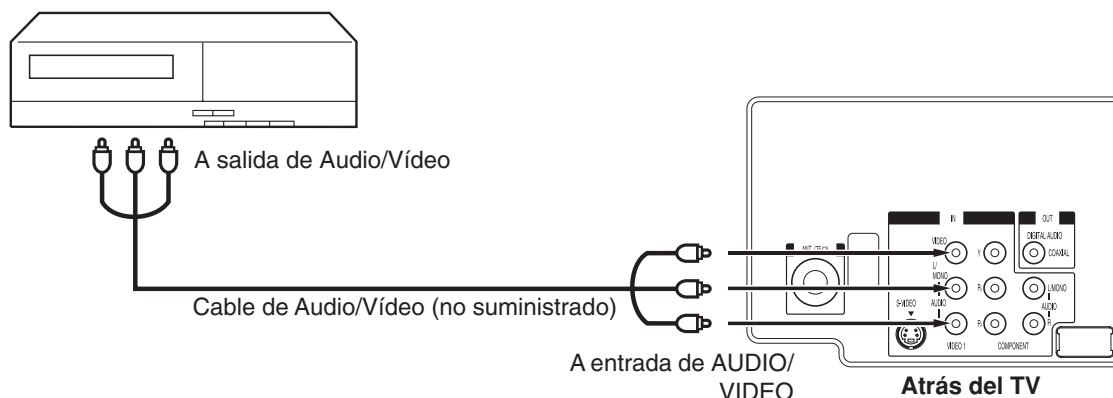 A salida de Audio/Vídeo
Cable de Audio/Vídeo (no suministrado)
A entrada de AUDIO/
VIDEO
Atrás del TV
IN
OUT
DIGITAL AUDIO
COAXIAL
VIDEO
Y
L/
MONO
AUDIO
S-VIDEO
VIDEO 1
COMPONENT
L/MONO
AUDIO
R